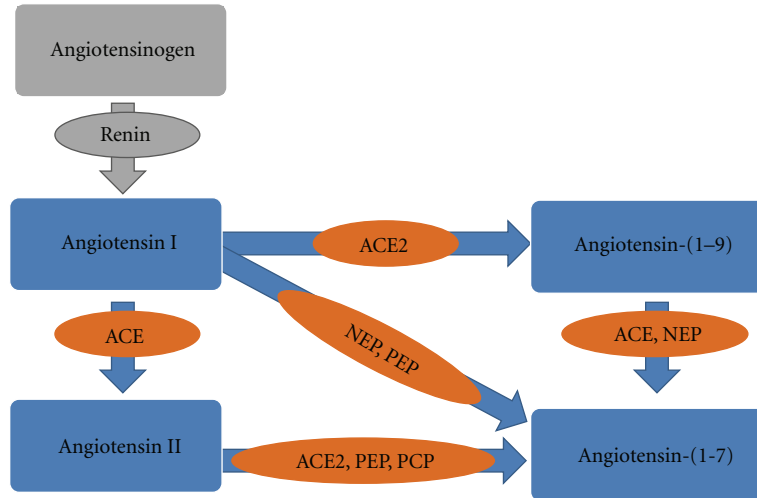 Angiotensinogen
Renin
Angiotensin I
ACE2
Angiotensin-(1–9)
ACE
NEP, PEP
ACE, NEP
Angiotensin II
ACE2, PEP, PCP
Angiotensin-(1-7)